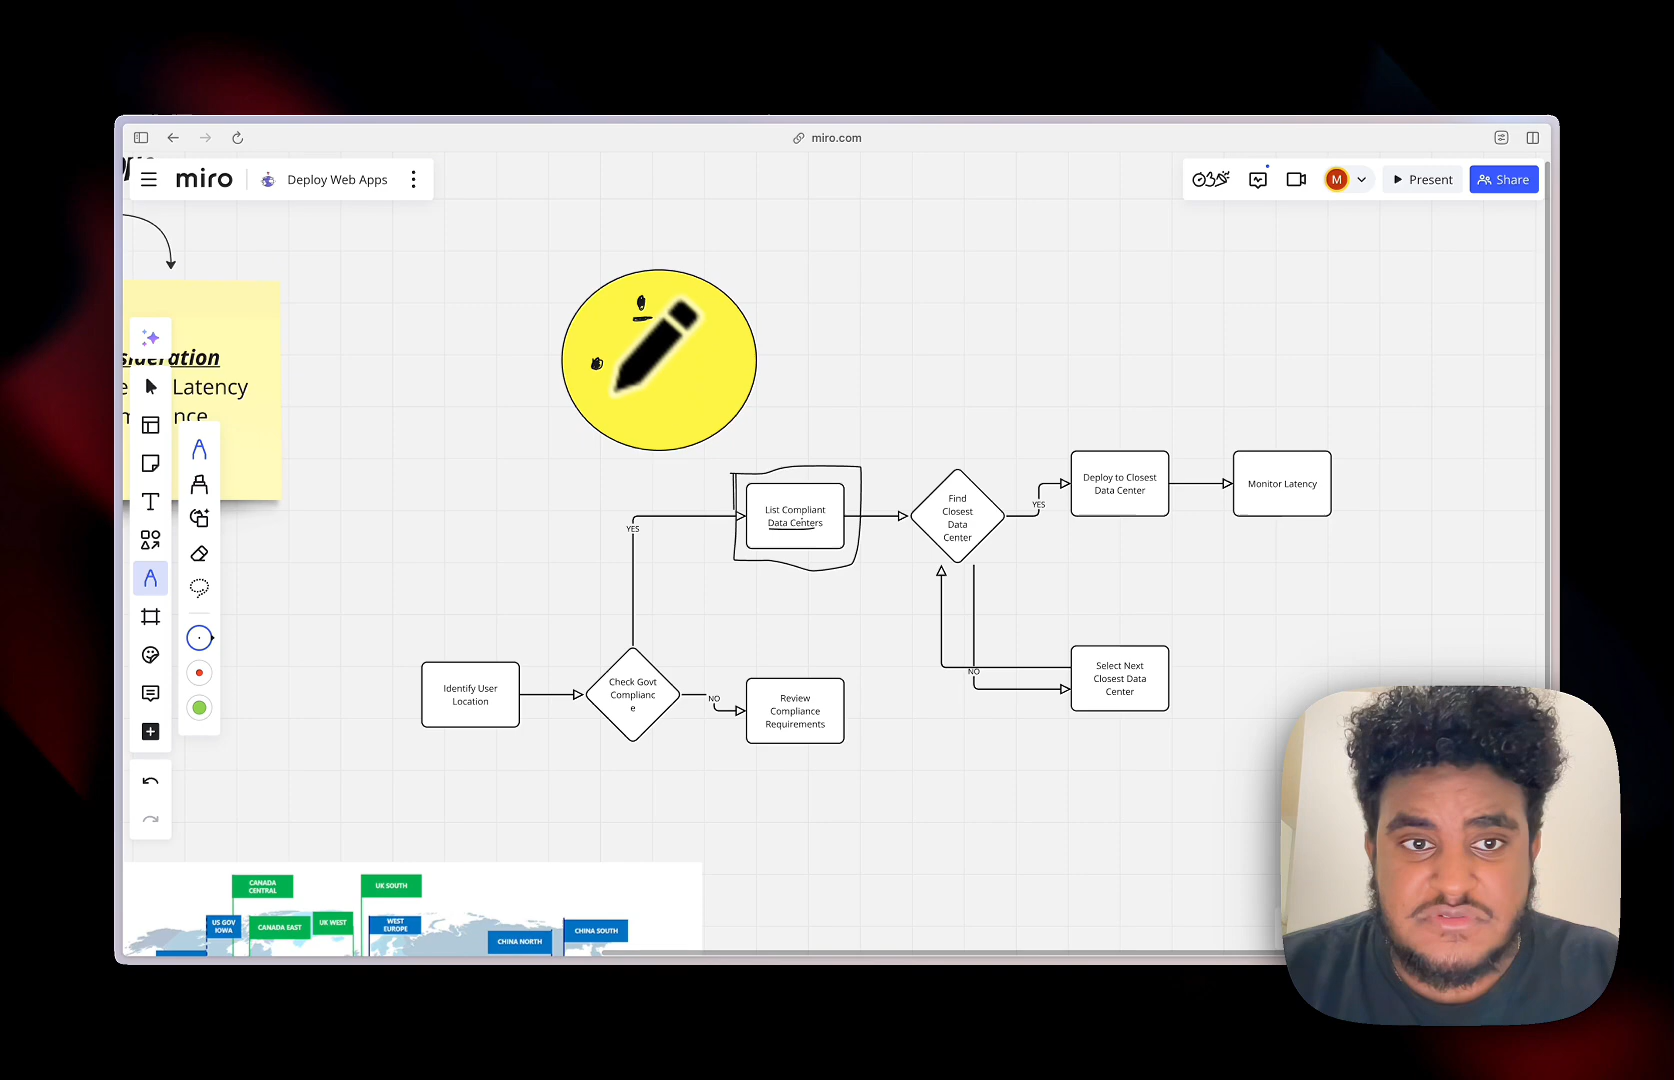 miro.com
miro
Deploy Web Apps
M
Present
Share
sideration
Latency
nce
List Compliant
Data Centers
YES
Find
Closest
Data
Center
YES
Deploy to Closest
Data Center
Monitor Latency
Identify User
Location
Check Govt
Complianc
e
NO
Review
Compliance
Requirements
NO
Select Next
Closest Data
Center
CANADA
CENTRAL
UK SOUTH
US GOV
IOWA
CANADA EAST
UK WEST
WEST
EUROPE
CHINA NORTH
CHINA SOUTH